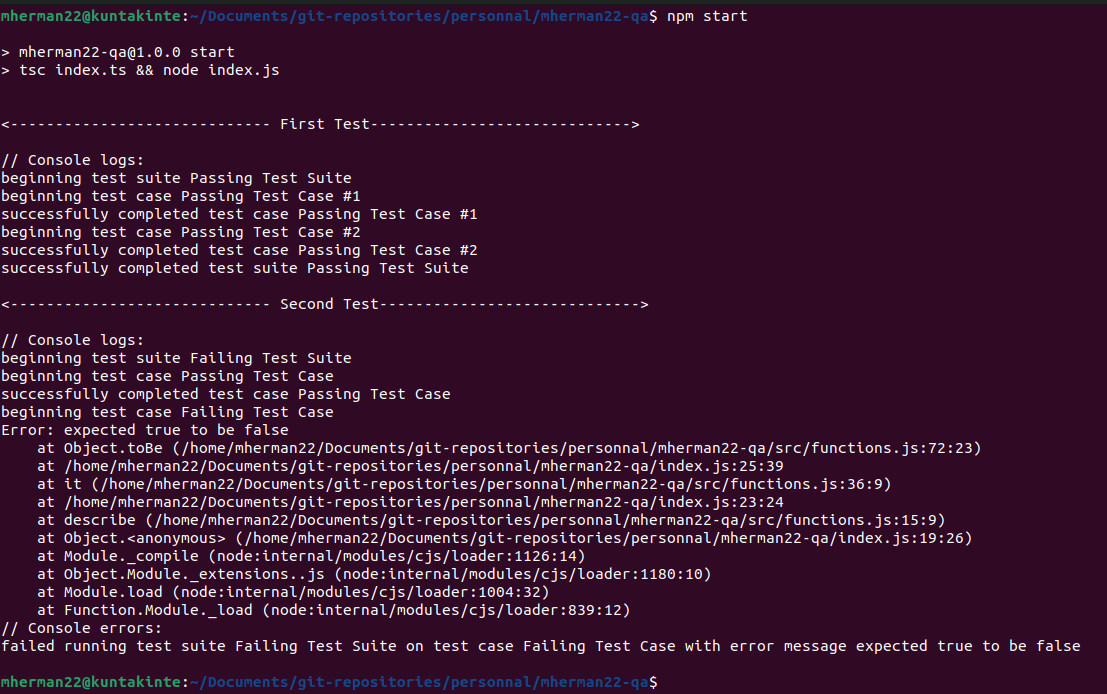 mherman22@kuntakinte:~/Documents/git-repositories/personnal/mherman22-qa$ npm start
> mherman22-qa@1.0.0 start
> tsc index.ts && node index.js
<----------------------------- First Test----------------------------->
// Console logs:
beginning test suite Passing Test Suite
beginning test case Passing Test Case #1
successfully completed test case Passing Test Case #1
beginning test case Passing Test Case #2
successfully completed test case Passing Test Case #2
successfully completed test suite Passing Test Suite
<----------------------------- Second Test----------------------------->
// Console logs:
beginning test suite Failing Test Suite
beginning test case Passing Test Case
successfully completed test case Passing Test Case
beginning test case Failing Test Case
Error: expected true to be false
    at Object.toBe (/home/mherman22/Documents/git-repositories/personnal/mherman22-qa/src/functions.js:72:23)
    at /home/mherman22/Documents/git-repositories/personnal/mherman22-qa/index.js:25:39
    at it (/home/mherman22/Documents/git-repositories/personnal/mherman22-qa/src/functions.js:36:9)
    at /home/mherman22/Documents/git-repositories/personnal/mherman22-qa/index.js:23:24
    at describe (/home/mherman22/Documents/git-repositories/personnal/mherman22-qa/src/functions.js:15:9)
    at Object.<anonymous> (/home/mherman22/Documents/git-repositories/personnal/mherman22-qa/index.js:19:26)
    at Module._compile (node:internal/modules/cjs/loader:1126:14)
    at Object.Module._extensions..js (node:internal/modules/cjs/loader:1180:10)
    at Module.load (node:internal/modules/cjs/loader:1004:32)
    at Function.Module._load (node:internal/modules/cjs/loader:839:12)
// Console errors:
failed running test suite Failing Test Suite on test case Failing Test Case with error message expected true to be false
mherman22@kuntakinte:~/Documents/git-repositories/personnal/mherman22-qa$